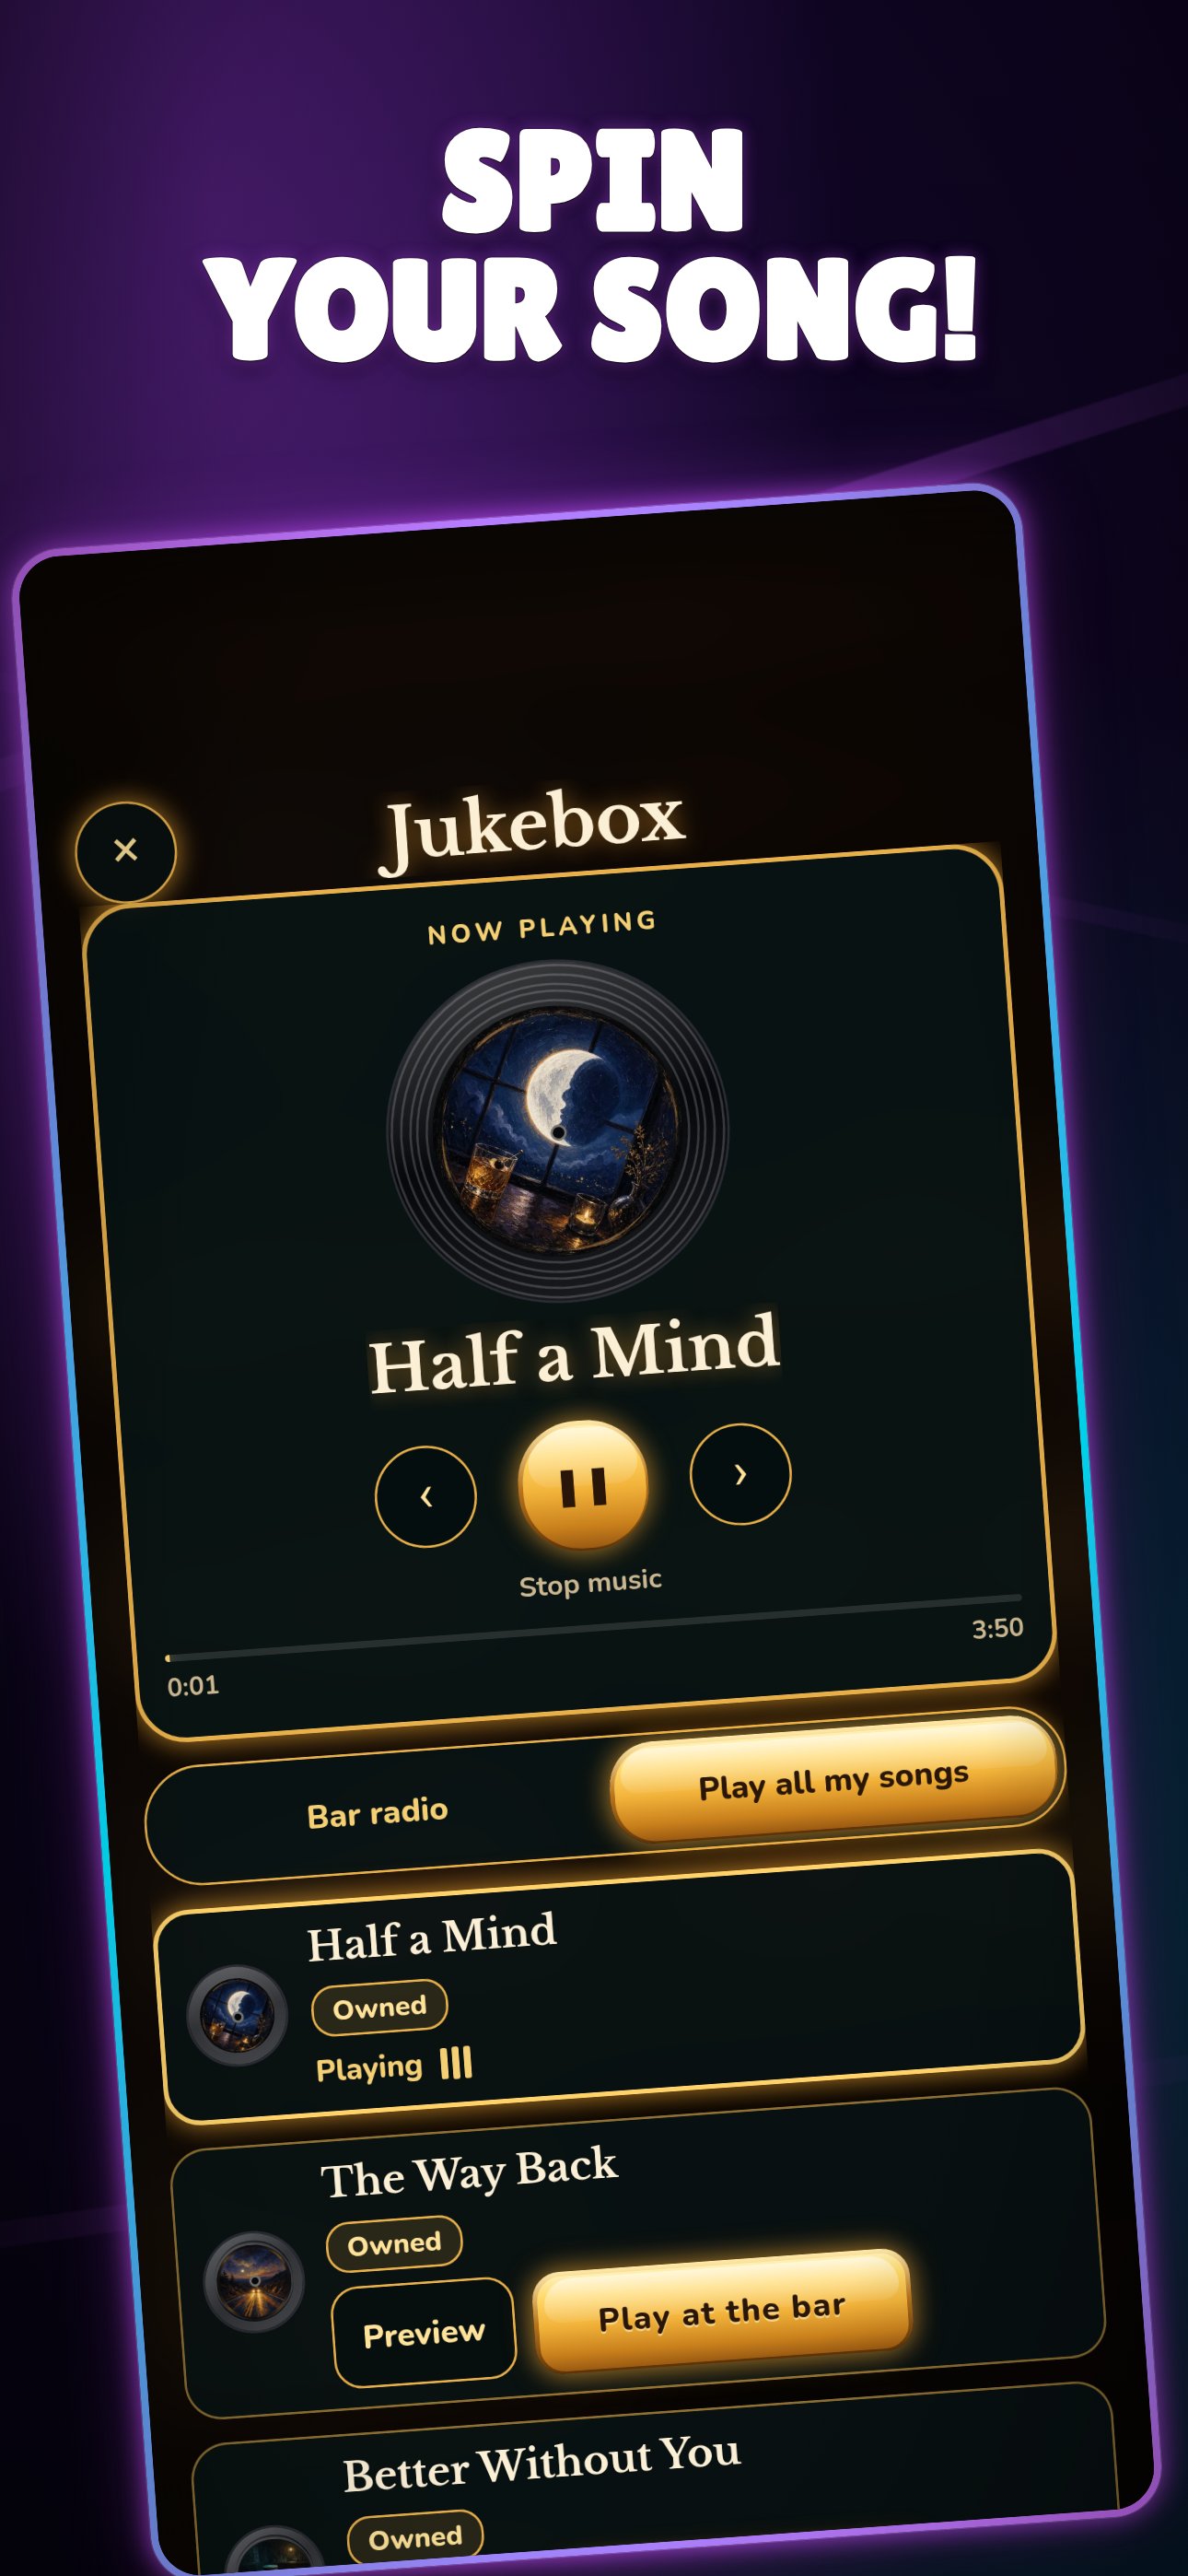 SPIN
YOUR SONG!
Jukebox
NOW PLAYING
Half a Mind
Stop music
0:01
3:50
Bar radio
Play all my songs
Half a Mind
Owned
Playing
The Way Back
Owned
Preview
Play at the bar
Better Without You
Owned